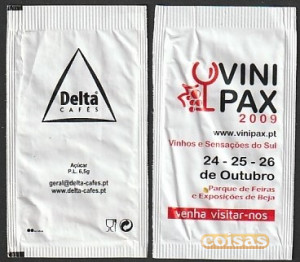 Delta
CAFÉS
Açúcar
P.L. 6,5g
geral@delta-cafes.pt
www.delta-cafes.pt
VINI
PAX
2009
www.vinipax.pt
Vinhos e Sensações do Sul
24 - 25 - 26
de Outubro
Parque de Feiras
e Exposições de Beja
venha visitar-nos
coisas